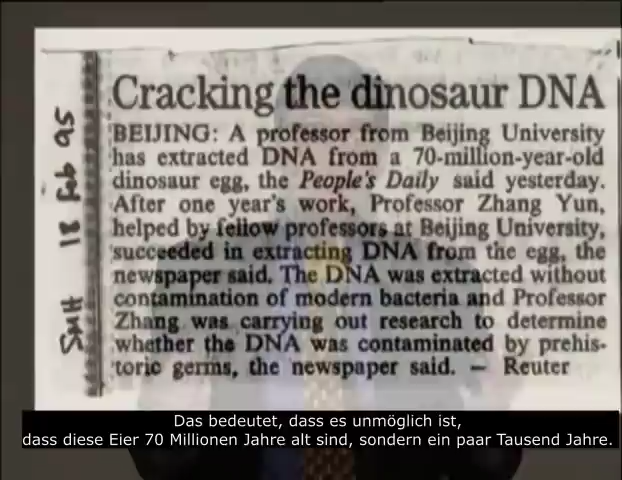 Cracking the dinosaur DNA
BEIJING: A professor from Beijing University
has extracted DNA from a 70-million-year-old
dinosaur egg, the People's Daily said yesterday.
After one year's work, Professor Zhang Yun,
helped by fellow professors at Beijing University,
succeeded in extracting DNA from the egg, the
newspaper said. The DNA was extracted without
contamination of modern bacteria and Professor
Zhang was carrying out research to determine
whether the DNA was contaminated by prehis-
toric germs, the newspaper said. — Reuter
SMH 18 Feb 95
Das bedeutet, dass es unmöglich ist,
dass diese Eier 70 Millionen Jahre alt sind, sondern ein paar Tausend Jahre.